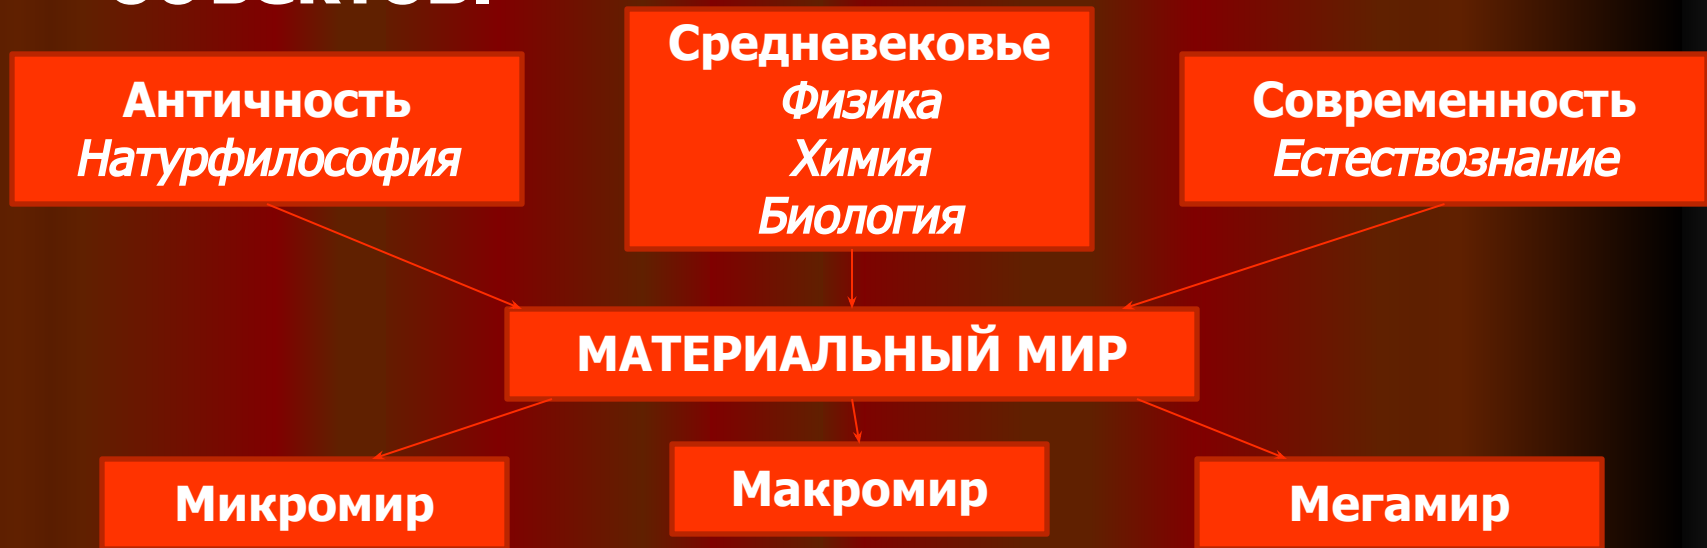 Средневековье
Физика
Химия
Биология
Античность
Натурфилософия
Современность
Естествознание
МАТЕРИАЛЬНЫЙ МИР
Микромир
Макромир
Мегамир